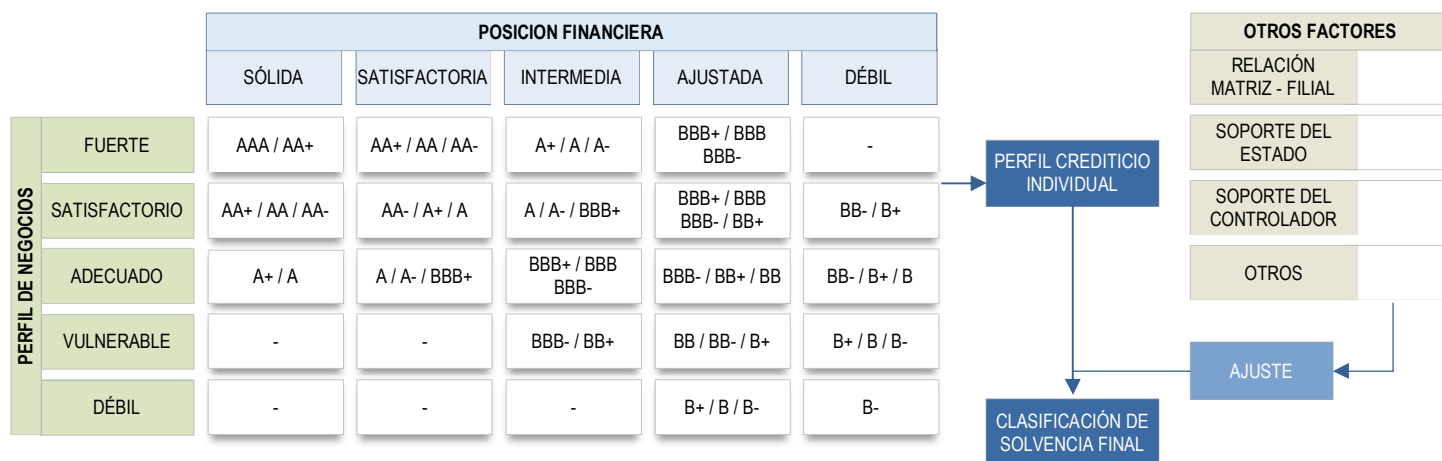 POSICION FINANCIERA
SÓLIDA
SATISFACTORIA
INTERMEDIA
AJUSTADA
DÉBIL
PERFIL DE NEGOCIOS
FUERTE
AAA / AA+
AA+ / AA / AA-
A+ / A / A-
BBB+ / BBB
BBB-
-
SATISFACTORIO
AA+ / AA / AA-
AA- / A+ / A
A / A- / BBB+
BBB+ / BBB
BBB- / BB+
BB- / B+
ADECUADO
A+ / A
A / A- / BBB+
BBB+ / BBB
BBB-
BBB- / BB+ / BB
BB- / B+ / B
VULNERABLE
-
-
BBB- / BB+
BB / BB- / B+
B+ / B / B-
DÉBIL
-
-
-
B+ / B / B-
B-
PERFIL CREDITICIO
INDIVIDUAL
CLASIFICACIÓN DE
SOLVENCIA FINAL
OTROS FACTORES
RELACIÓN
MATRIZ - FILIAL
SOPORTE DEL
ESTADO
SOPORTE DEL
CONTROLADOR
OTROS
AJUSTE